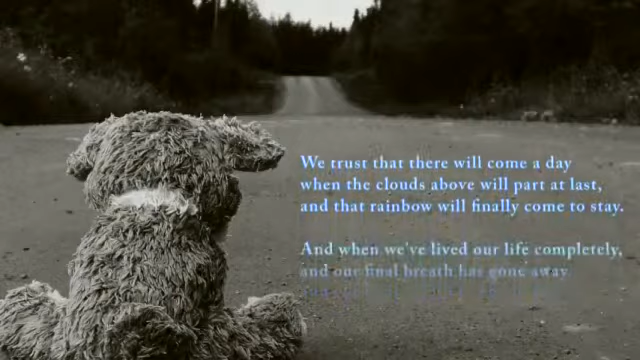 We trust that there will come a day
when the clouds above will part at last,
and that rainbow will finally come to stay.
And when we've lived our life completely,
and our final breath has gone away